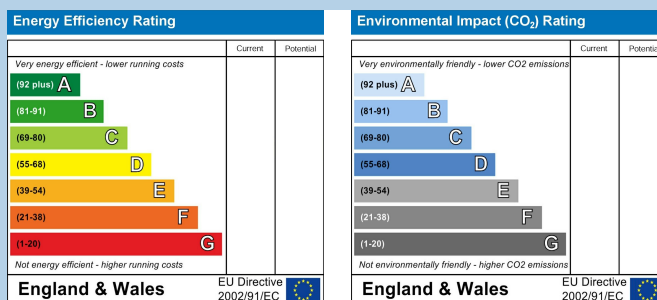 Energy Efficiency Rating
Current Potential
Very energy efficient - lower running costs
(92 plus) A
(81-91) B
(69-80) C
(55-68) D
(39-54) E
(21-38) F
(1-20) G
Not energy efficient - higher running costs
England & Wales
EU Directive
2002/91/EC
Environmental Impact (CO₂) Rating
Current Potential
Very environmentally friendly - lower CO2 emissions
(92 plus) A
(81-91) B
(69-80) C
(55-68) D
(39-54) E
(21-38) F
(1-20) G
Not environmentally friendly - higher CO2 emissions
England & Wales
EU Directive
2002/91/EC